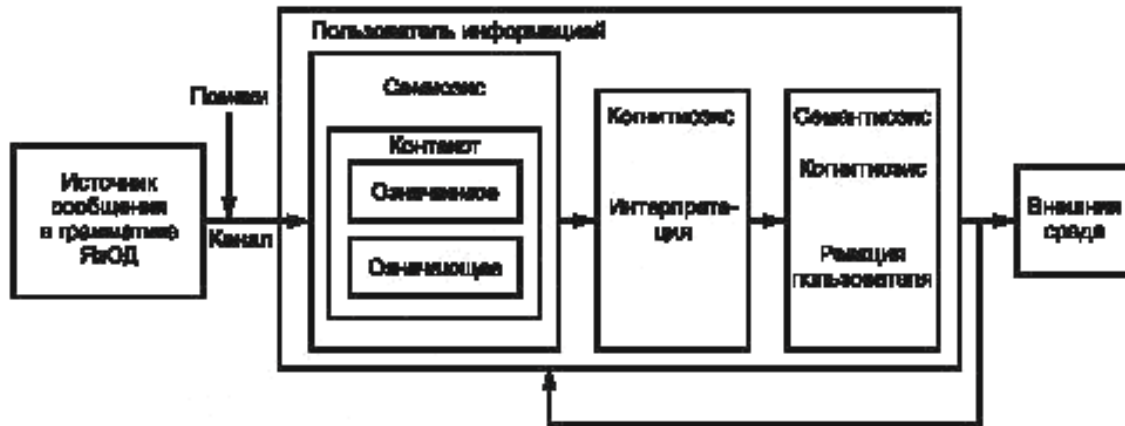 Пользователь информацией
Семиозис
Когнитиозис
Семантиозис
Помехи
Контекст
Когнитиозис
Источник
сообщения
в грамматике
ЯвОД
Означаемое
Интерпрета-
ция
Внешняя
среда
Канал
Означающее
Реакция
пользователя